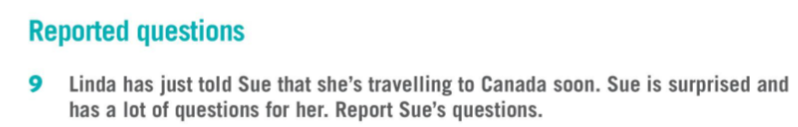 Reported questions
9 Linda has just told Sue that she's travelling to Canada soon. Sue is surprised and
has a lot of questions for her. Report Sue's questions.